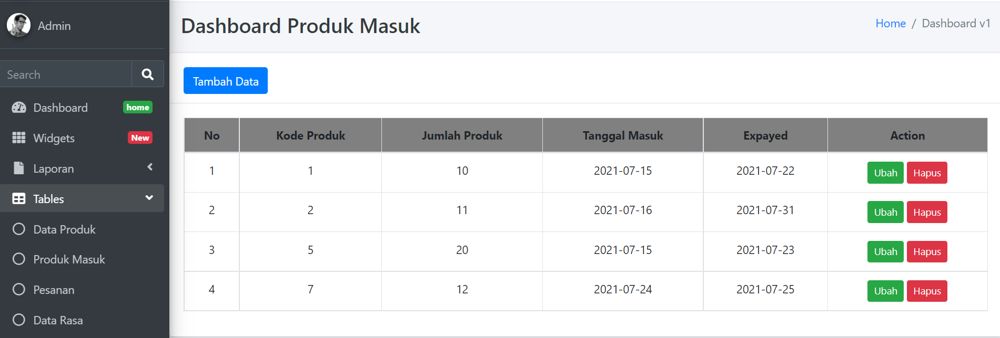 Admin
Search
Dashboard home
Widgets New
Laporan
Tables
Data Produk
Produk Masuk
Pesanan
Data Rasa
Dashboard Produk Masuk
Home / Dashboard v1
Tambah Data
No Kode Produk Jumlah Produk Tanggal Masuk Expayed Action
1 1 10 2021-07-15 2021-07-22 Ubah Hapus
2 2 11 2021-07-16 2021-07-31 Ubah Hapus
3 5 20 2021-07-15 2021-07-23 Ubah Hapus
4 7 12 2021-07-24 2021-07-25 Ubah Hapus